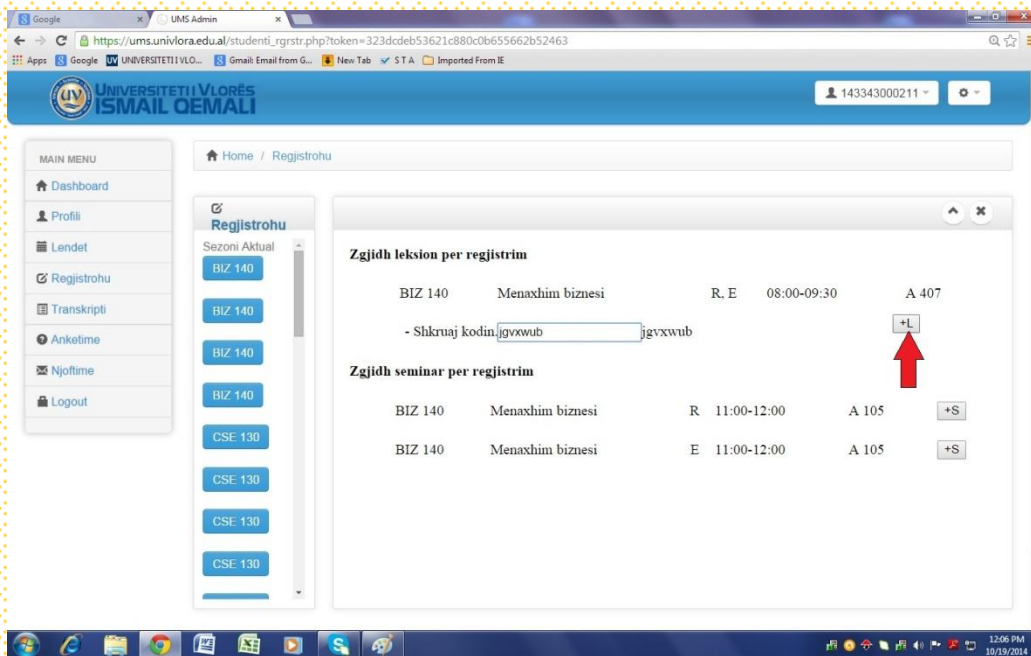 Google
UMS Admin
https://ums.univlora.edu.al/studenti_rgrstr.php?token=323dcdeb53621c880c0b655662b52463
Apps Google UNIVERSITETI I VLO... Gmail: Email from G... New Tab S T A Imported From IE
UV UNIVERSITETI I VLORËS
ISMAIL QEMALI
143343000211
MAIN MENU
Dashboard
Profili
Lendet
Regjistrohu
Transkripti
Anketime
Njoftime
Logout
Home / Regjistrohu
Regjistrohu
Sezoni Aktual
BIZ 140
BIZ 140
BIZ 140
BIZ 140
CSE 130
CSE 130
CSE 130
CSE 130
Zgjidh leksion per regjistrim
BIZ 140 Menaxhim biznesi R, E 08:00-09:30 A 407
- Shkruaj kodin. jgvxwub jgvxwub +L
Zgjidh seminar per regjistrim
BIZ 140 Menaxhim biznesi R 11:00-12:00 A 105 +S
BIZ 140 Menaxhim biznesi E 11:00-12:00 A 105 +S
12:06 PM
10/19/2014